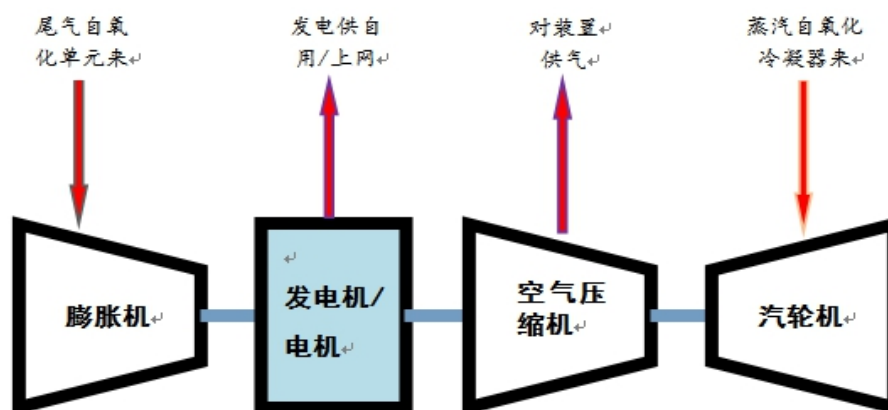 尾气自氧
化单元来
发电供自
用/上网
对装置
供气
蒸汽自氧化
冷凝器来
膨胀机
发电机/
电机
空气压
缩机
汽轮机